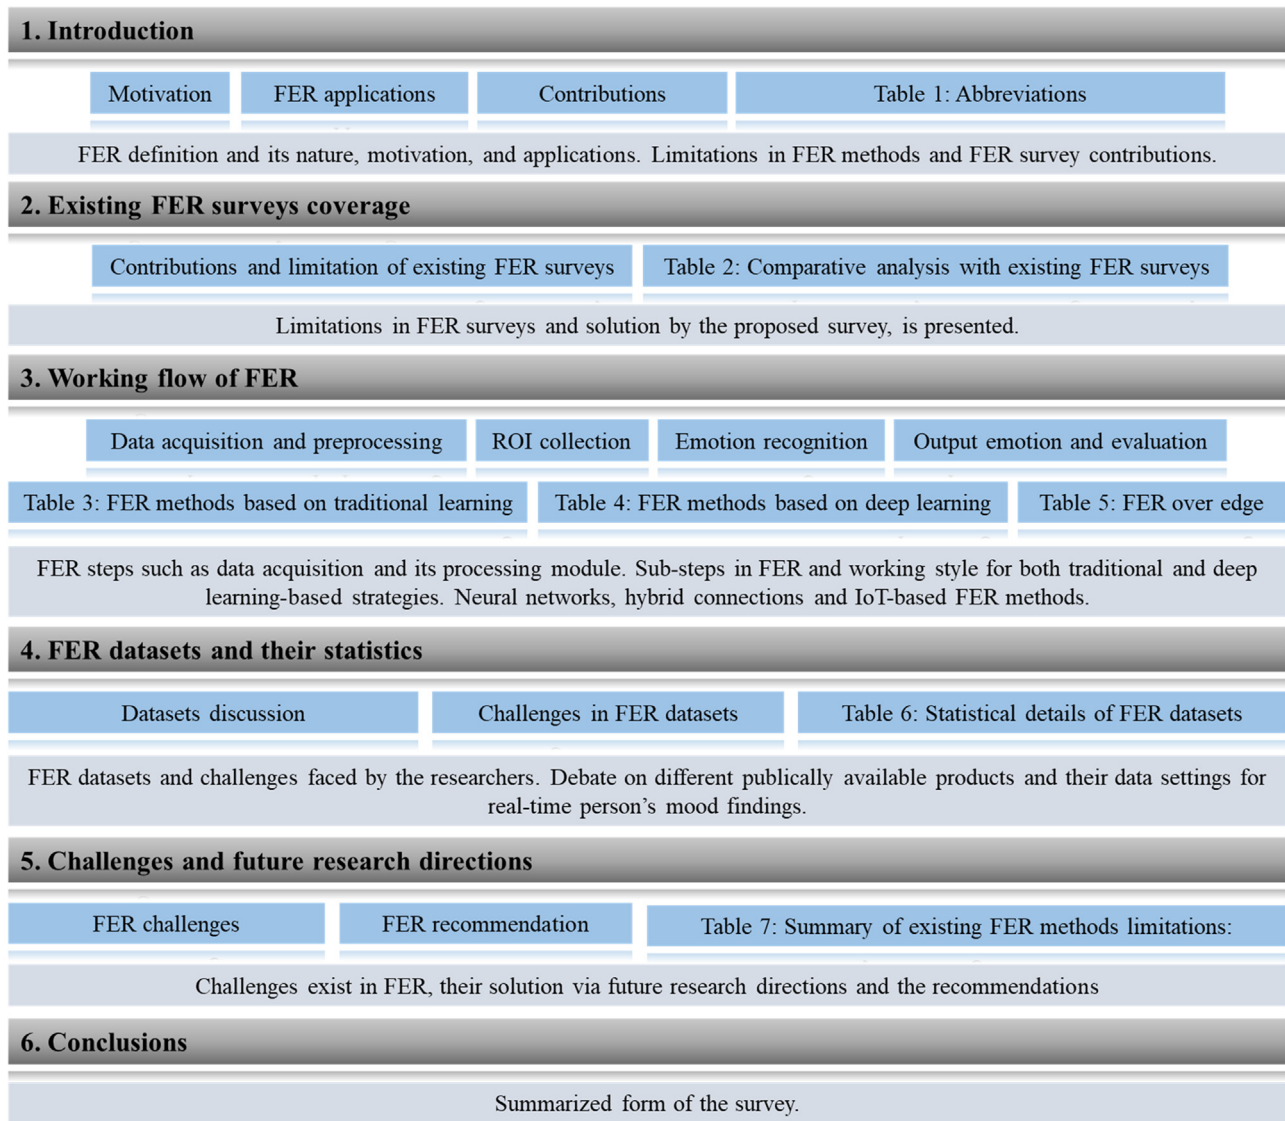 1. Introduction
Motivation
FER applications
Contributions
Table 1: Abbreviations
FER definition and its nature, motivation, and applications. Limitations in FER methods and FER survey contributions.
2. Existing FER surveys coverage
Contributions and limitation of existing FER surveys
Table 2: Comparative analysis with existing FER surveys
Limitations in FER surveys and solution by the proposed survey, is presented.
3. Working flow of FER
Data acquisition and preprocessing
ROI collection
Emotion recognition
Output emotion and evaluation
Table 3: FER methods based on traditional learning
Table 4: FER methods based on deep learning
Table 5: FER over edge
FER steps such as data acquisition and its processing module. Sub-steps in FER and working style for both traditional and deep
learning-based strategies. Neural networks, hybrid connections and IoT-based FER methods.
4. FER datasets and their statistics
Datasets discussion
Challenges in FER datasets
Table 6: Statistical details of FER datasets
FER datasets and challenges faced by the researchers. Debate on different publically available products and their data settings for
real-time person’s mood findings.
5. Challenges and future research directions
FER challenges
FER recommendation
Table 7: Summary of existing FER methods limitations:
Challenges exist in FER, their solution via future research directions and the recommendations
6. Conclusions
Summarized form of the survey.